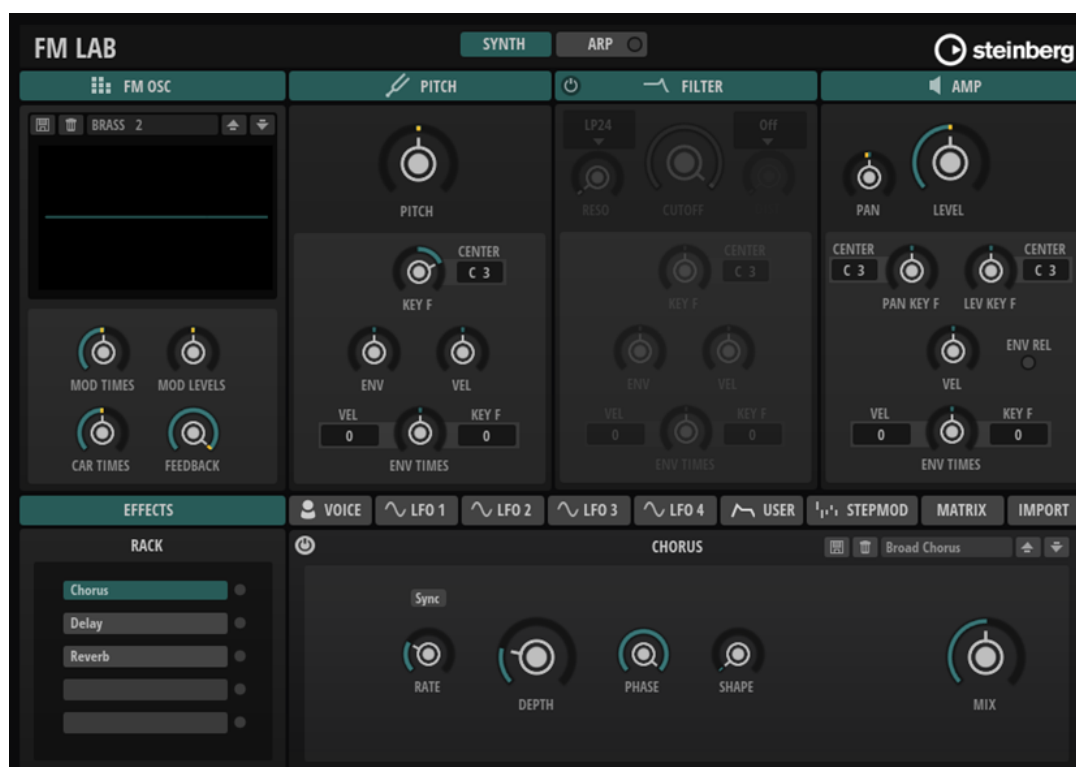 FM LAB
SYNTH
ARP
steinberg
FM OSC
PITCH
FILTER
AMP
BRASS 2
MOD TIMES
MOD LEVELS
CAR TIMES
FEEDBACK
PITCH
CENTER
C 3
KEY F
ENV
VEL
VEL
KEY F
0
0
ENV TIMES
LP24
Off
RESO
CUTOFF
CENTER
C 3
KEY F
ENV
VEL
VEL
KEY F
0
0
ENV TIMES
PAN
LEVEL
CENTER
CENTER
C 3
C 3
PAN KEY F
LEV KEY F
ENV REL
VEL
VEL
KEY F
0
0
ENV TIMES
EFFECTS
VOICE
LFO 1
LFO 2
LFO 3
LFO 4
USER
STEPMOD
MATRIX
IMPORT
RACK
Chorus
Delay
Reverb
CHORUS
Broad Chorus
Sync
RATE
DEPTH
PHASE
SHAPE
MIX